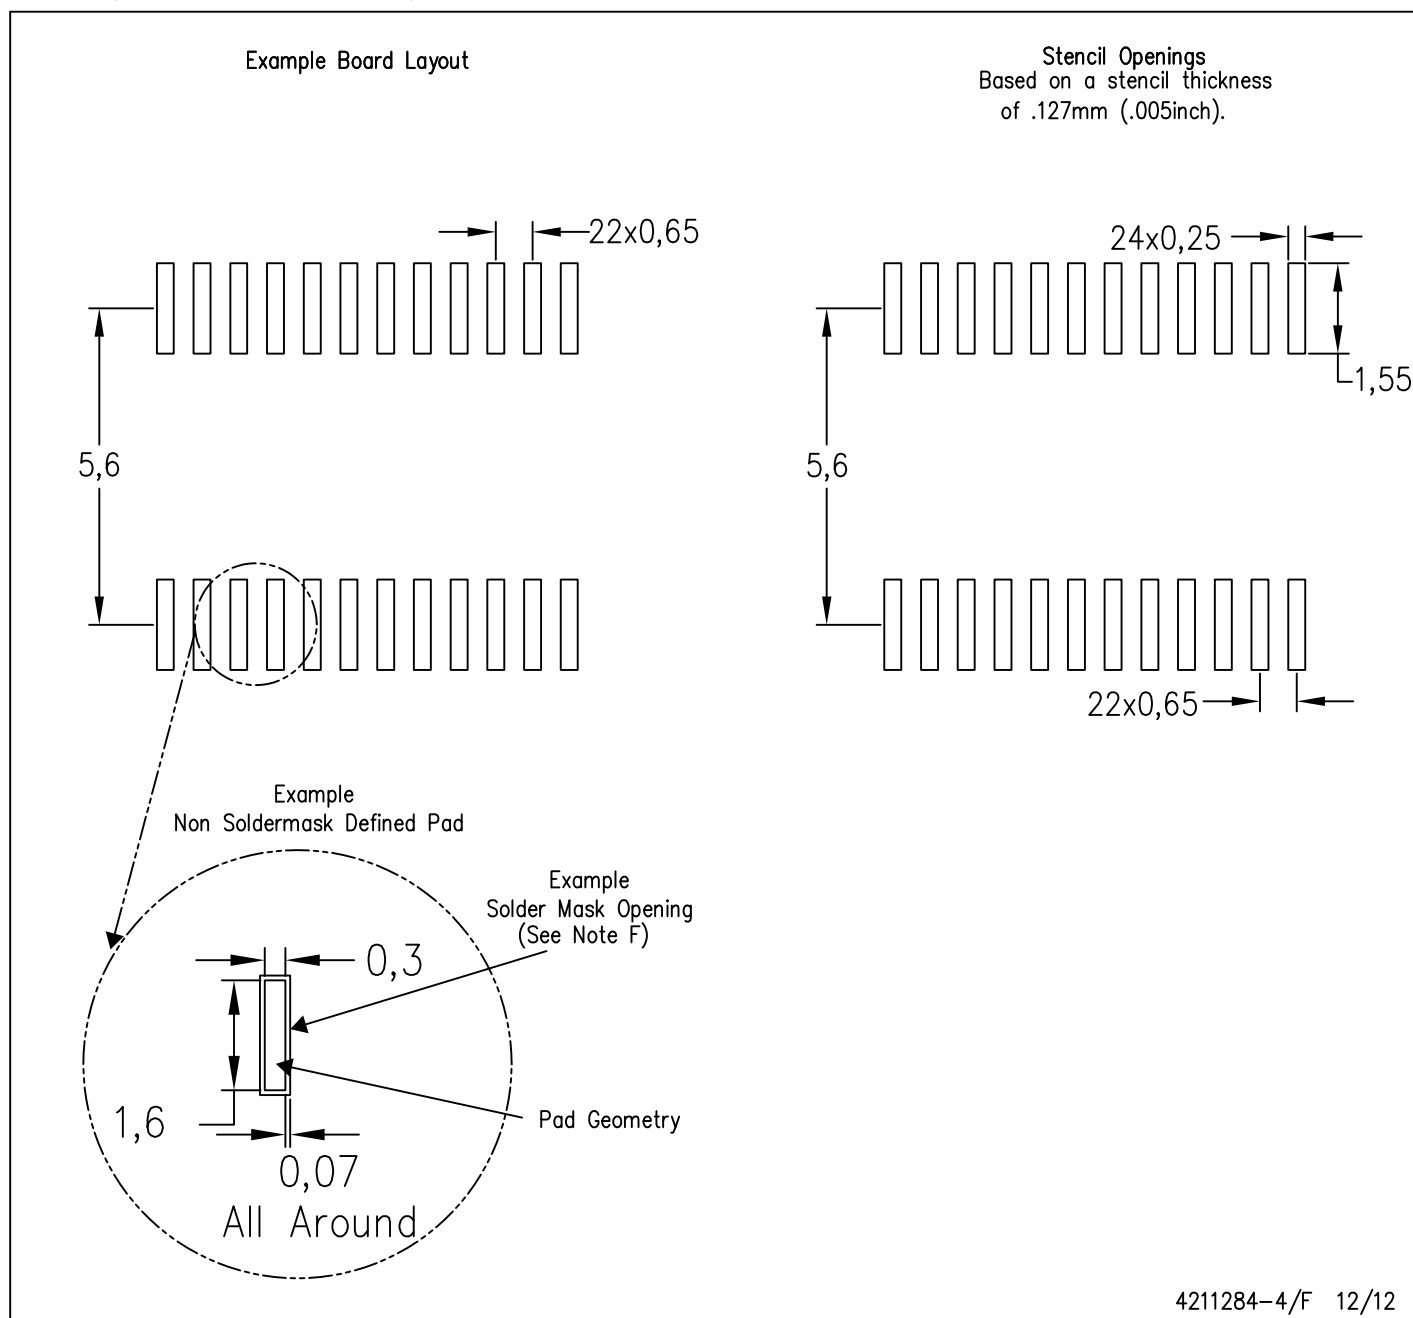 Example Board Layout
Stencil Openings
Based on a stencil thickness
of .127mm (.005inch).
22x0,65
24x0,25
1,55
5,6
5,6
22x0,65
Example
Non Soldermask Defined Pad
Example
Solder Mask Opening
(See Note F)
0,3
1,6
Pad Geometry
0,07
All Around
4211284-4/F 12/12